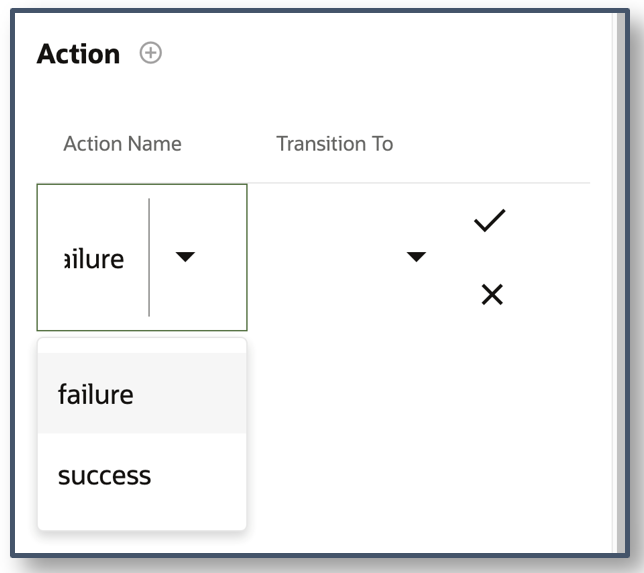 Action
Action Name Transition To
ailure
failure
success